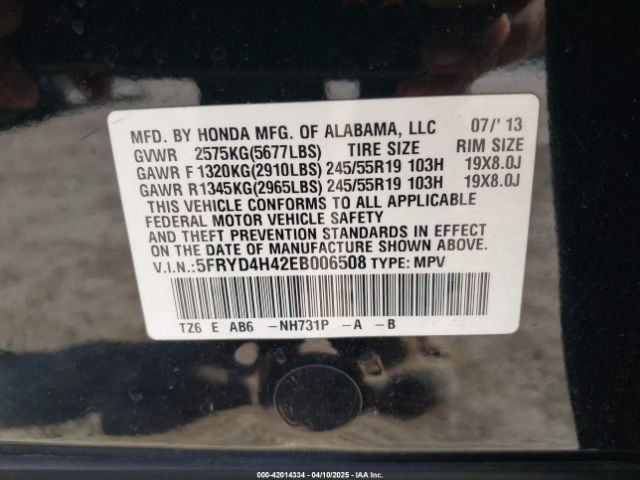 MFD. BY HONDA MFG. OF ALABAMA, LLC 07/'13
GVWR 2575KG(5677LBS) TIRE SIZE RIM SIZE
GAWR F 1320KG(2910LBS) 245/55R19 103H 19X8.0J
GAWR R1345KG(2965LBS) 245/55R19 103H 19X8.0J
THIS VEHICLE CONFORMS TO ALL APPLICABLE
FEDERAL MOTOR VEHICLE SAFETY
AND THEFT PREVENTION STANDARDS IN EFFECT
ON THE DATE OF MANUFACTURE SHOWN ABOVE.
V.I.N.:5FRYD4H42EB006508 TYPE: MPV
TZ6 E AB6 -NH731P -A -B
000-42014334 - 04/10/2025 - IAA Inc.